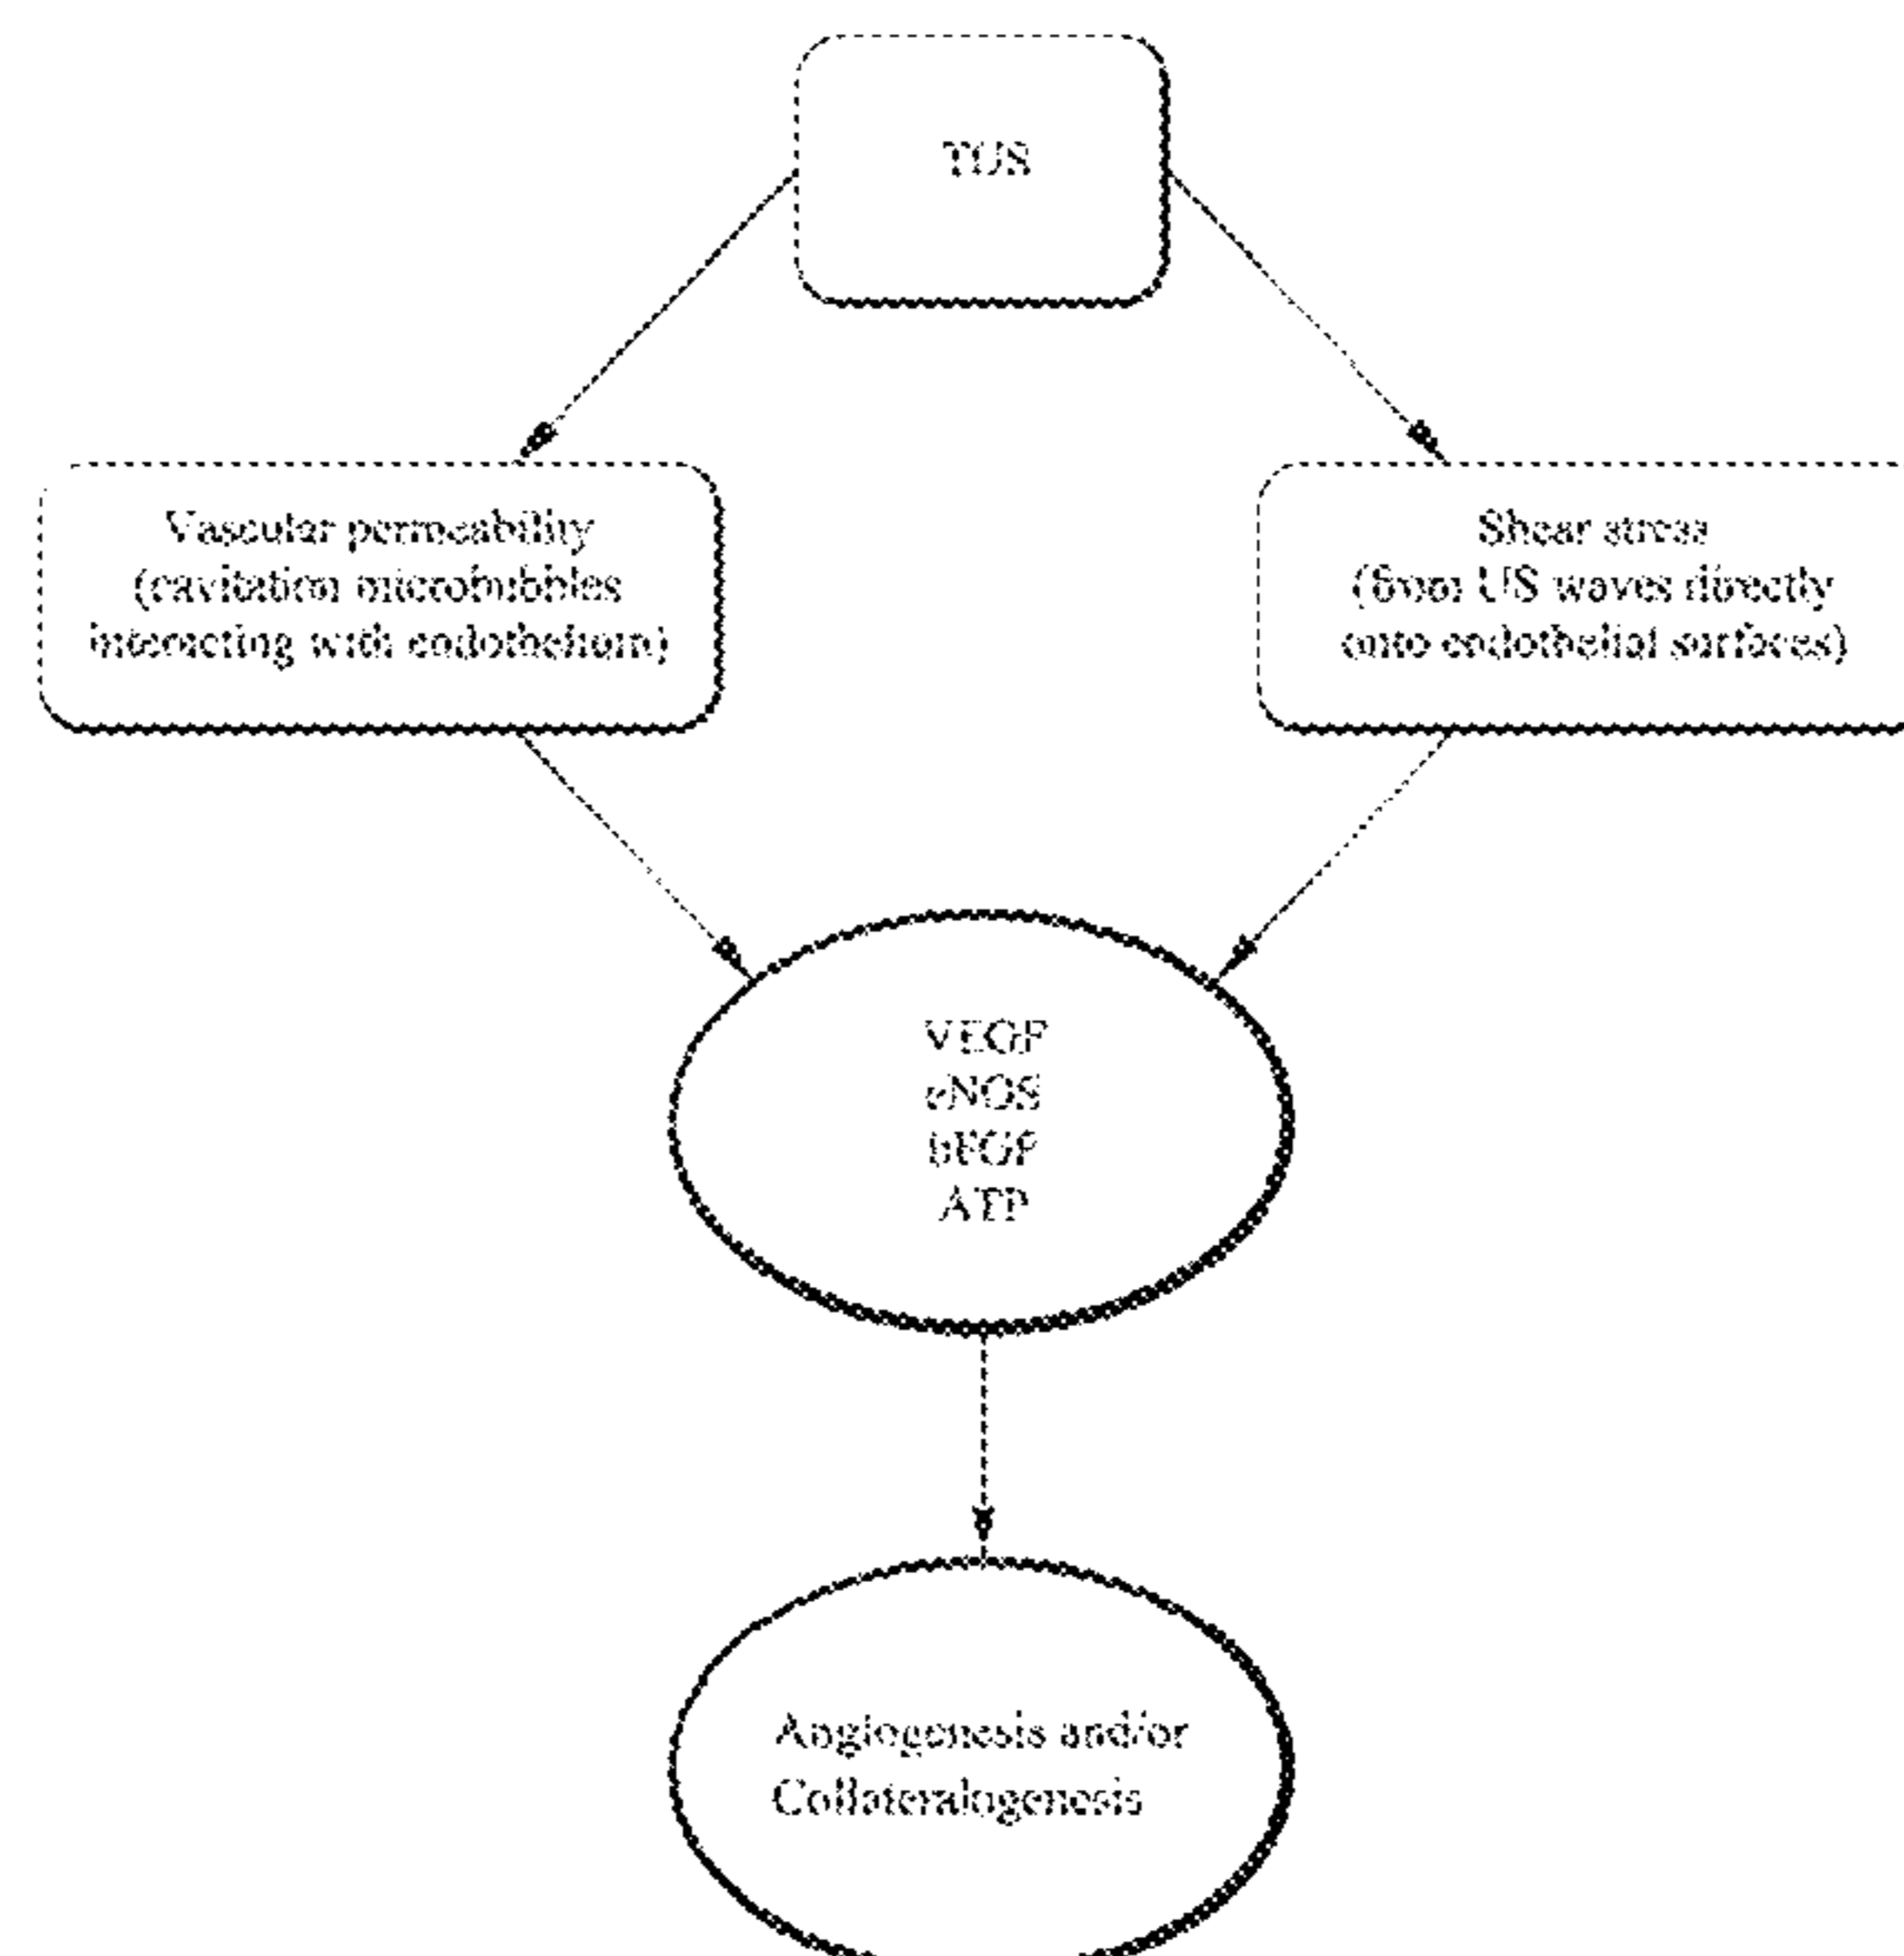 TUS
Vascular permeability
(cavitation microbubbles
interacting with endothelium)
Shear stress
(from US waves directly
onto endothelial surfaces)
VEGF
eNOS
bFGF
ATP
Angiogenesis and/or
Collateralogenesis